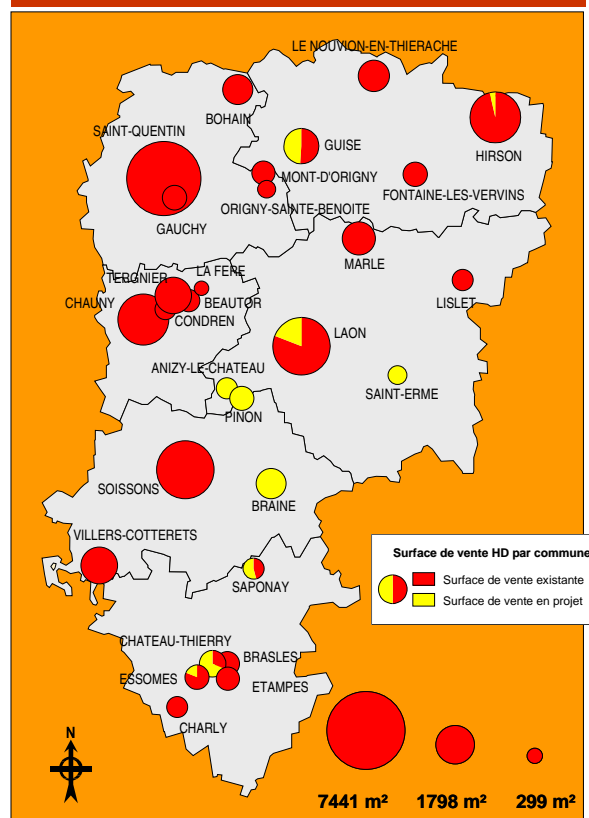 LE NOUVION-EN-THIERACHE
BOHAIN
SAINT-QUENTIN
GUISE
HIRSON
MONT-D'ORIGNY
FONTAINE-LES-VERVINS
ORIGNY-SAINTE-BENOITE
GAUCHY
MARLE
LA FERE
TERGNIER
LISLET
CHAUNY
BEAUTOR
CONDREN
LAON
ANIZY-LE-CHATEAU
SAINT-ERME
PINON
SOISSONS
BRAINE
VILLERS-COTTERETS
Surface de vente HD par commune
Surface de vente existante
Surface de vente en projet
SAPONAY
CHATEAU-THIERRY
BRASLES
ESSOMES
ETAMPES
CHARLY
N
7441 m² 1798 m² 299 m²